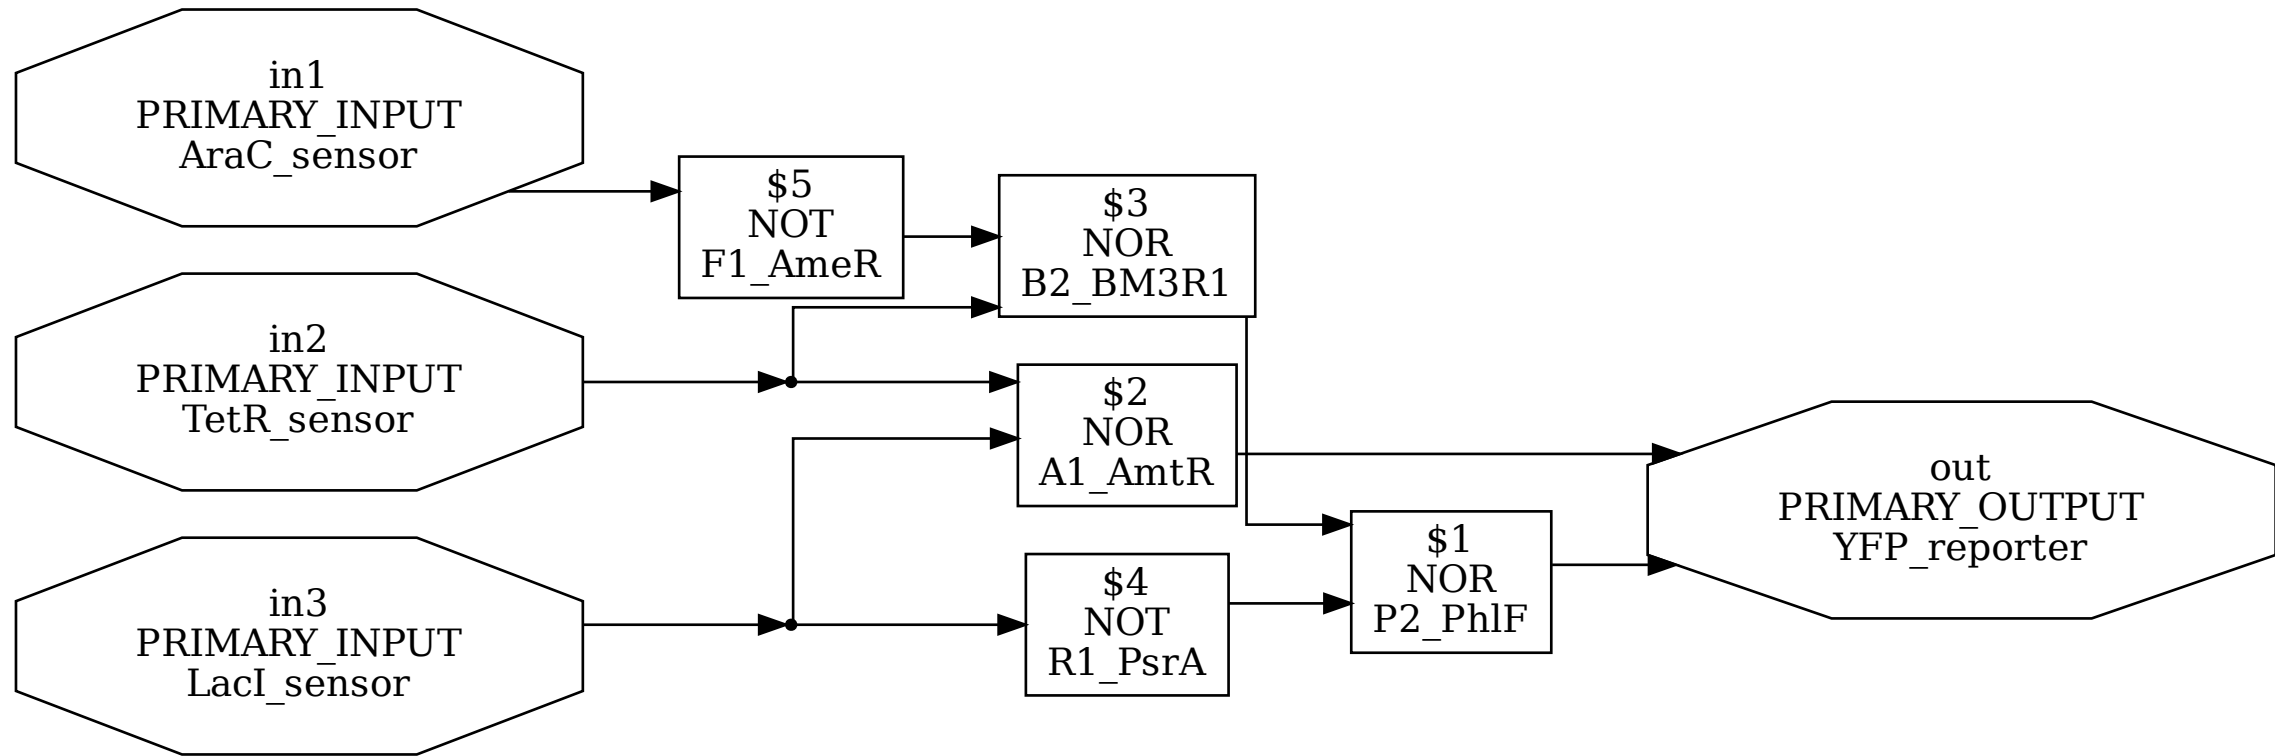 in1
PRIMARY_INPUT
AraC_sensor
$5
NOT
F1_AmeR
$3
NOR
B2_BM3R1
in2
PRIMARY_INPUT
TetR_sensor
$2
NOR
A1_AmtR
out
PRIMARY_OUTPUT
YFP_reporter
$1
NOR
P2_PhlF
$4
NOT
R1_PsrA
in3
PRIMARY_INPUT
LacI_sensor